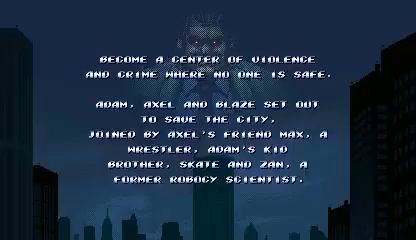 BECOME A CENTER OF VIOLENCE
AND CRIME WHERE NO ONE IS SAFE.
ADAM, AXEL AND BLAZE SET OUT
TO SAVE THE CITY.
JOINED BY AXEL'S FRIEND MAX, A
WRESTLER, ADAM'S KID
BROTHER, SKATE AND ZAN, A
FORMER ROBOCY SCIENTIST.